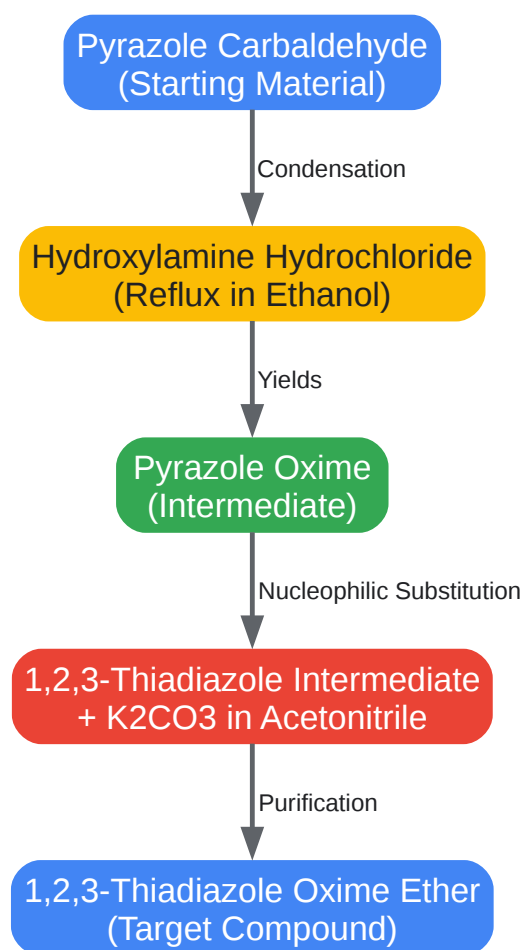 Pyrazole Carbaldehyde
(Starting Material)
Condensation
Hydroxylamine Hydrochloride
(Reflux in Ethanol)
Yields
Pyrazole Oxime
(Intermediate)
Nucleophilic Substitution
1,2,3-Thiadiazole Intermediate
+ K2CO3 in Acetonitrile
Purification
1,2,3-Thiadiazole Oxime Ether
(Target Compound)